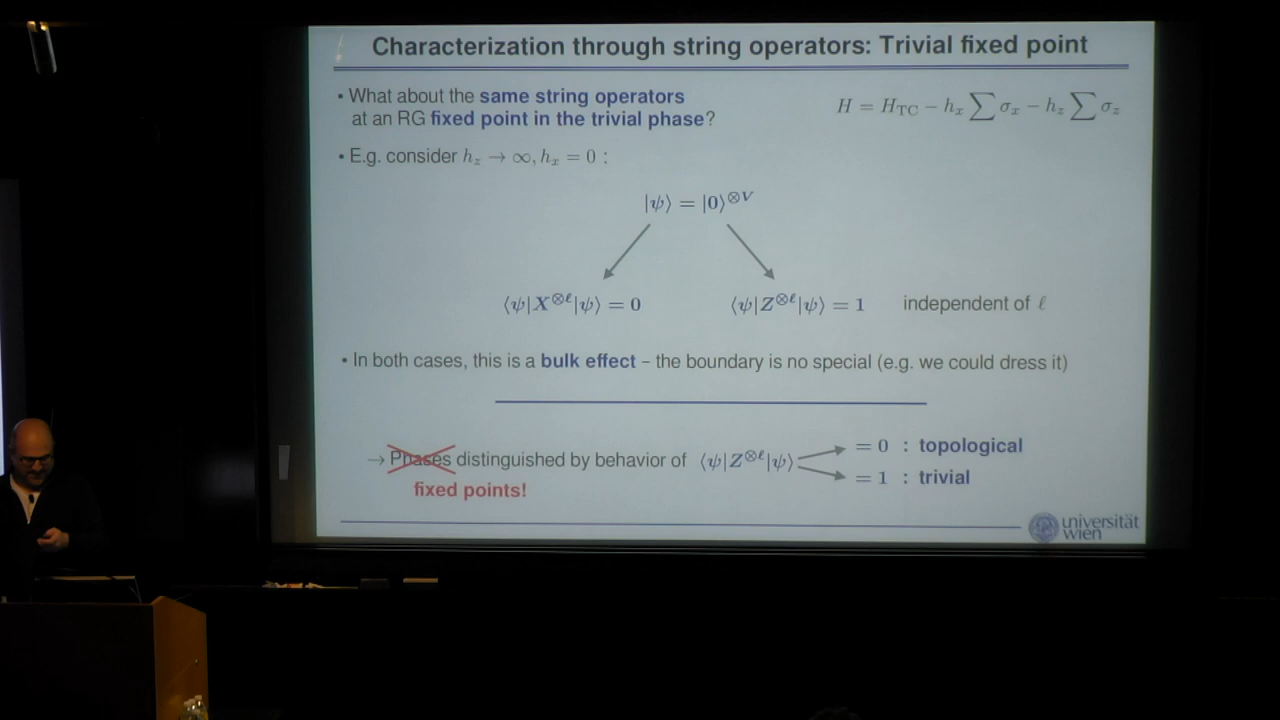 Characterization through string operators: Trivial fixed point
• What about the same string operators
at an RG fixed point in the trivial phase?
H = H_TC − h_x ∑ σ_x − h_z ∑ σ_z
• E.g. consider h_z → ∞, h_x = 0 :
|ψ⟩ = |0⟩^⊗V
⟨ψ|X^⊗ℓ|ψ⟩ = 0
⟨ψ|Z^⊗ℓ|ψ⟩ = 1
independent of ℓ
• In both cases, this is a bulk effect – the boundary is no special (e.g. we could dress it)
→ Phases distinguished by behavior of ⟨ψ|Z^⊗ℓ|ψ⟩
= 0 : topological
= 1 : trivial
fixed points!
universität
wien